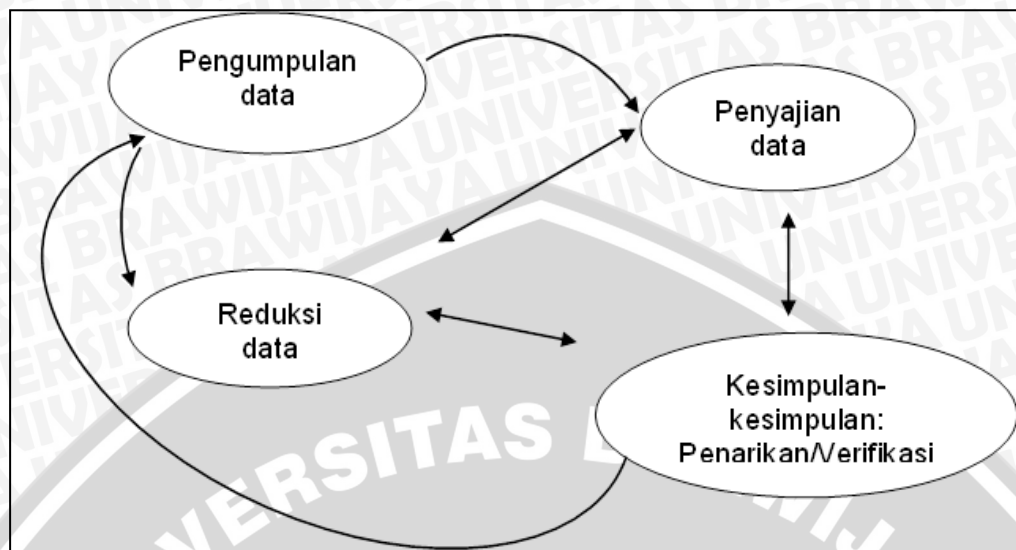 Pengumpulan
data
Penyajian
data
Reduksi
data
Kesimpulan-
kesimpulan:
Penarikan/Verifikasi